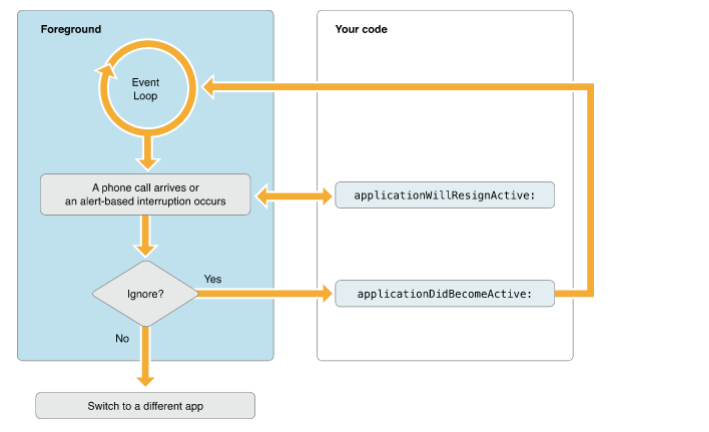 Foreground
Your code
Event
Loop
A phone call arrives or
an alert-based interruption occurs
applicationWillResignActive:
Yes
Ignore?
applicationDidBecomeActive:
No
Switch to a different app